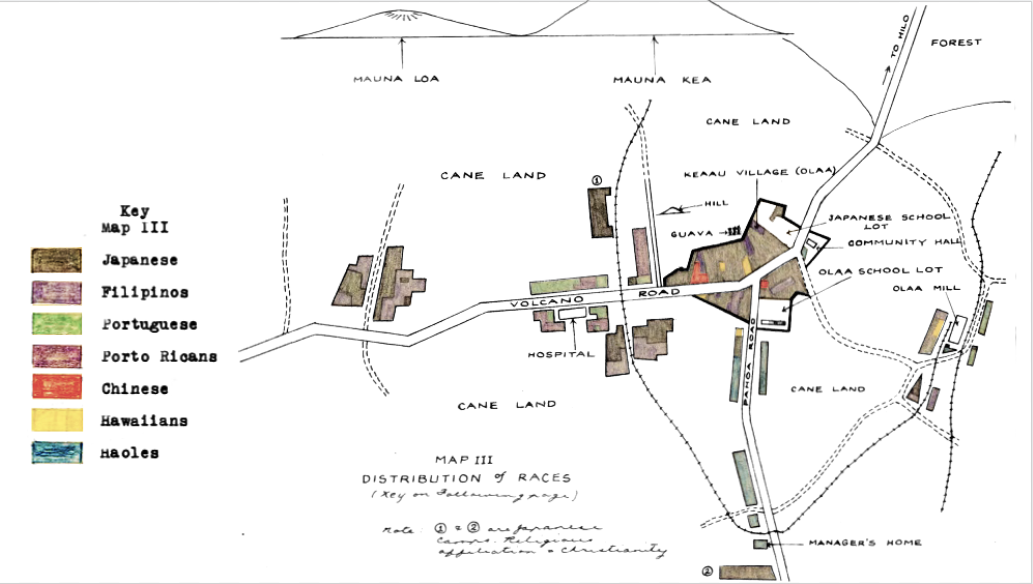 MAUNA LOA
MAUNA KEA
TO HILO
FOREST
CANE LAND
CANE LAND
KEAAU VILLAGE (OLAA)
①
HILL
GUAVA
JAPANESE SCHOOL
LOT
COMMUNITY HALL
OLAA SCHOOL LOT
OLAA MILL
VOLCANO ROAD
HOSPITAL
ROAD
CANE LAND
CANE LAND
Key
Map III
Japanese
Filipinos
Portuguese
Porto Ricans
Chinese
Hawaiians
Haoles
MAP III
DISTRIBUTION of RACES
(Key on Following page)
Note: ① & ② are Japanese
Camps. Religious
affiliation = Christianity
MANAGER'S HOME
②